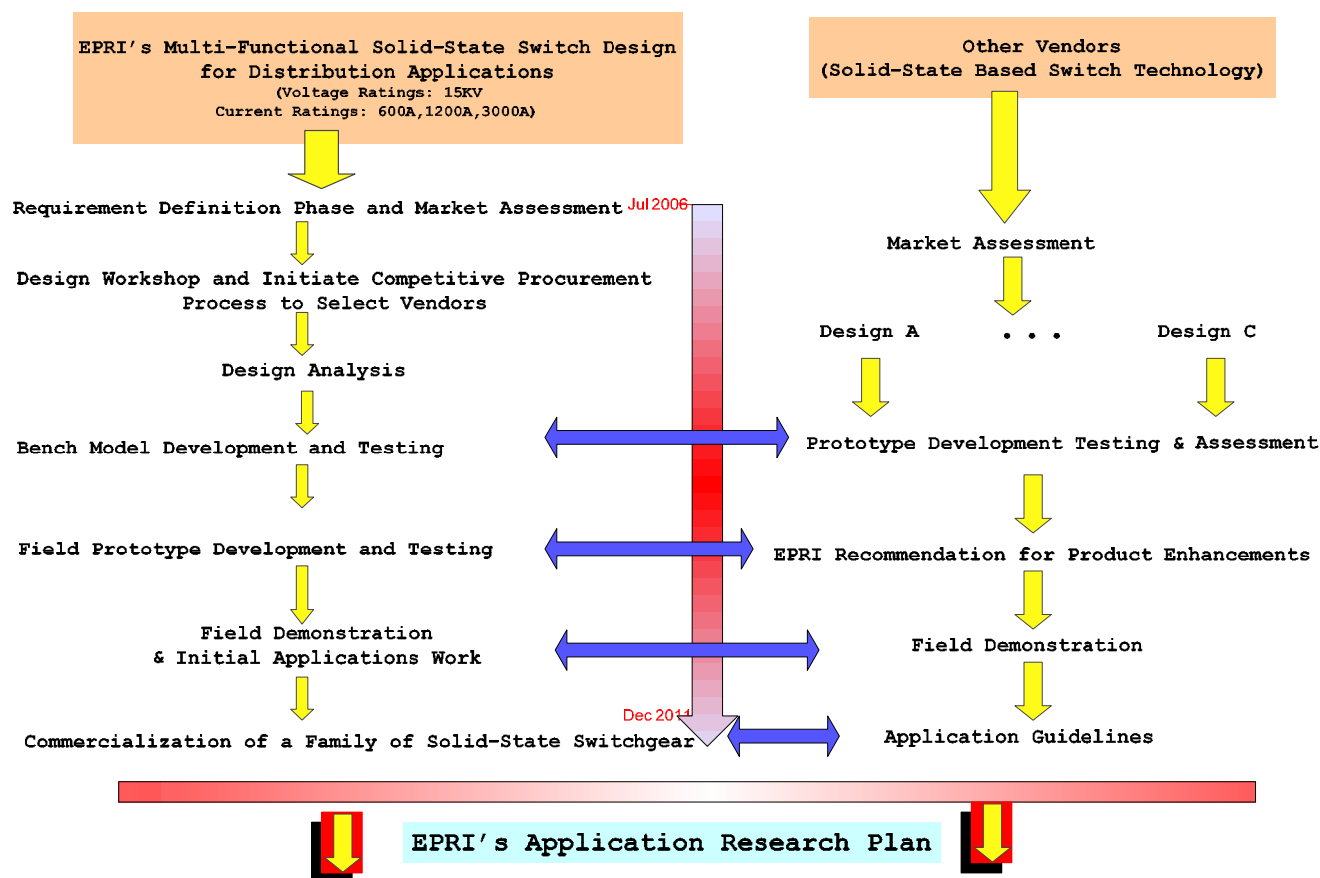 EPRI's Multi-Functional Solid-State Switch Design
for Distribution Applications
(Voltage Ratings: 15KV
Current Ratings: 600A,1200A,3000A)
Other Vendors
(Solid-State Based Switch Technology)
Requirement Definition Phase and Market Assessment
Jul 2006
Market Assessment
Design Workshop and Initiate Competitive Procurement
Process to Select Vendors
Design A
. . .
Design C
Design Analysis
Bench Model Development and Testing
Prototype Development Testing & Assessment
Field Prototype Development and Testing
EPRI Recommendation for Product Enhancements
Field Demonstration
& Initial Applications Work
Field Demonstration
Dec 2011
Commercialization of a Family of Solid-State Switchgear
Application Guidelines
EPRI's Application Research Plan